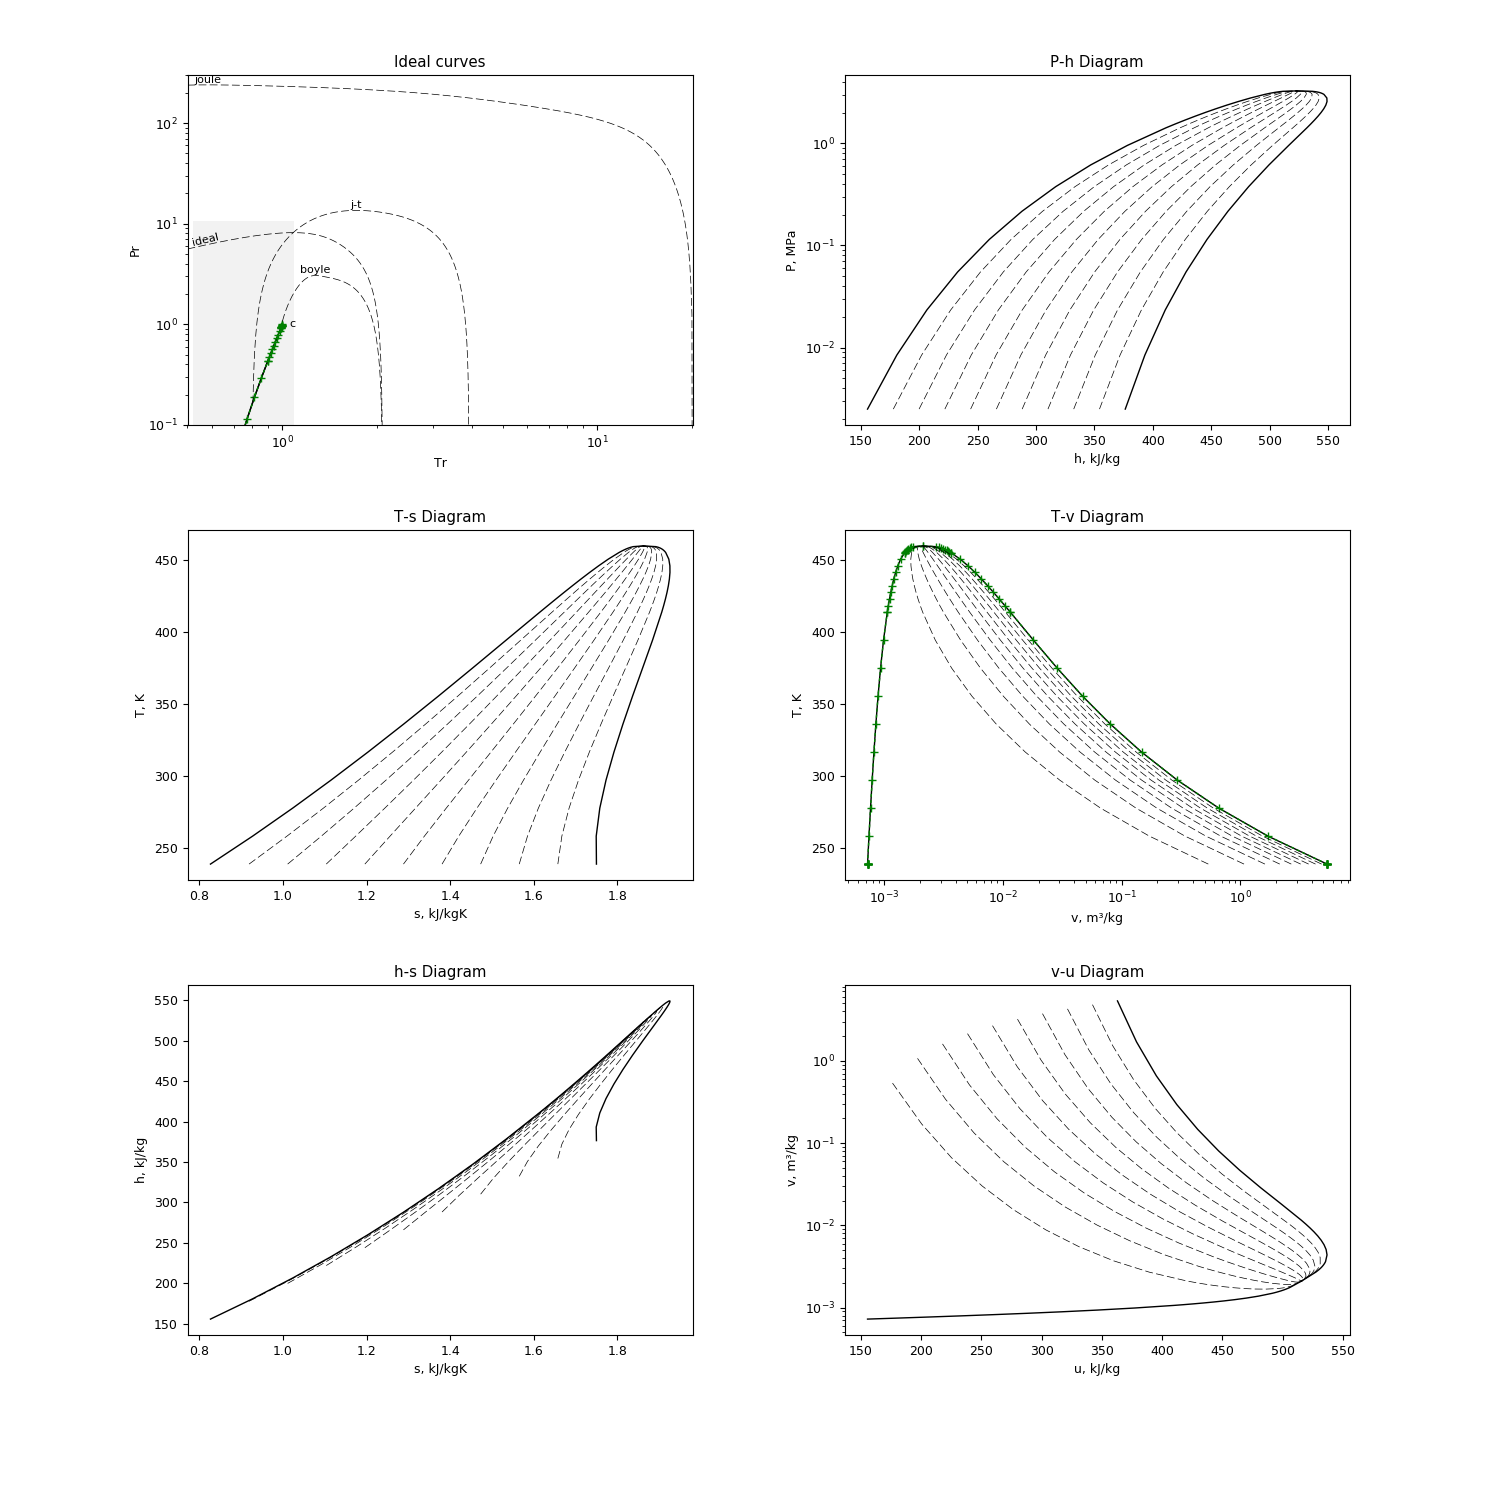 Ideal curves
joule
j-t
ideal
boyle
c
10²
10¹
10⁰
10⁻¹
Pr
10⁰ 10¹
Tr
P-h Diagram
10⁰
10⁻¹
10⁻²
P, MPa
150 200 250 300 350 400 450 500 550
h, kJ/kg
T-s Diagram
450
400
350
300
250
T, K
0.8 1.0 1.2 1.4 1.6 1.8
s, kJ/kgK
T-v Diagram
450
400
350
300
250
T, K
10⁻³ 10⁻² 10⁻¹ 10⁰
v, m³/kg
h-s Diagram
550
500
450
400
350
300
250
200
150
h, kJ/kg
0.8 1.0 1.2 1.4 1.6 1.8
s, kJ/kgK
v-u Diagram
10⁰
10⁻¹
10⁻²
10⁻³
v, m³/kg
150 200 250 300 350 400 450 500 550
u, kJ/kg